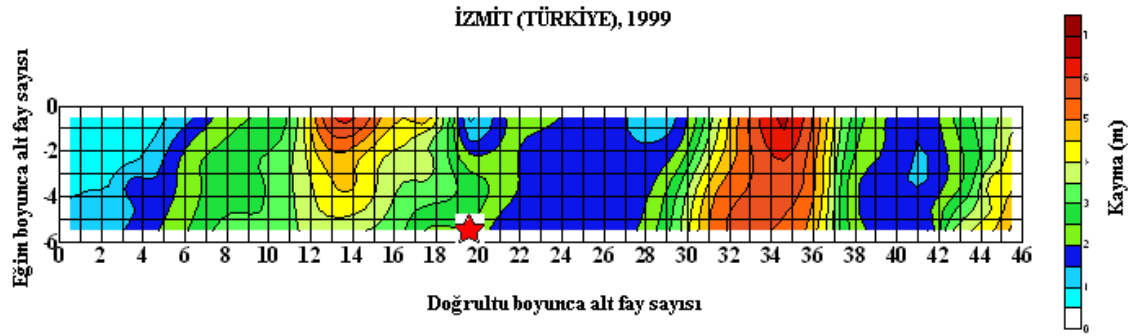 İZMİT (TÜRKİYE), 1999
Eğim boyunca alt fay sayısı
0
-2
-4
-6
0 2 4 6 8 10 12 14 16 18 20 22 24 26 28 30 32 34 36 38 40 42 44 46
Doğrultu boyunca alt fay sayısı
6
5
4
3
2
1
0
Kayma (m)